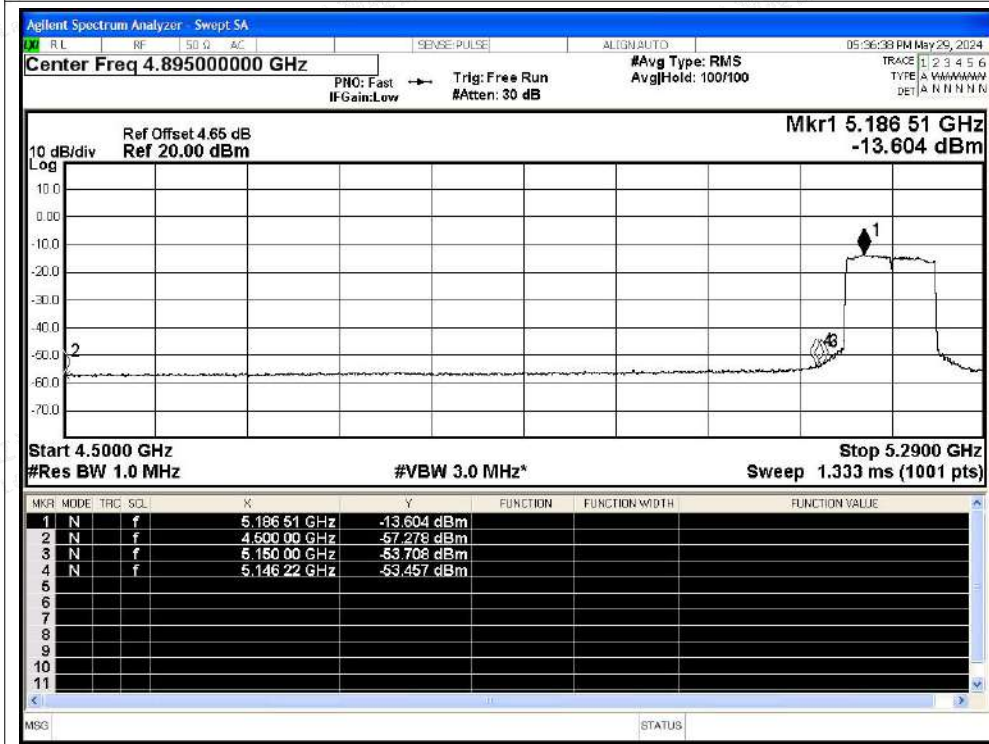 Agilent Spectrum Analyzer - Swept SA
LXI RL RF 50 Ω AC SENSE:PULSE ALIGNAUTO 05:36:38 PM May 29, 2024
Center Freq 4.895000000 GHz #Avg Type: RMS TRACE 1 2 3 4 5 6
PNO: Fast Trig: Free Run Avg|Hold: 100/100 TYPE A WWWWW
IFGain:Low #Atten: 30 dB DET A N N N N N
Mkr1 5.186 51 GHz
Ref Offset 4.65 dB
10 dB/div Ref 20.00 dBm -13.604 dBm
Log
10.0
0.00
-10.0
1
-20.0
-30.0
-40.0
43
-50.0
2
-60.0
-70.0
Start 4.5000 GHz Stop 5.2900 GHz
#Res BW 1.0 MHz #VBW 3.0 MHz* Sweep 1.333 ms (1001 pts)
MKR MODE TRC SCL X Y FUNCTION FUNCTION WIDTH FUNCTION VALUE
1 N f 5.186 51 GHz -13.604 dBm
2 N f 4.500 00 GHz -57.278 dBm
3 N f 5.150 00 GHz -53.708 dBm
4 N f 5.146 22 GHz -53.457 dBm
5
6
7
8
9
10
11
MSG STATUS